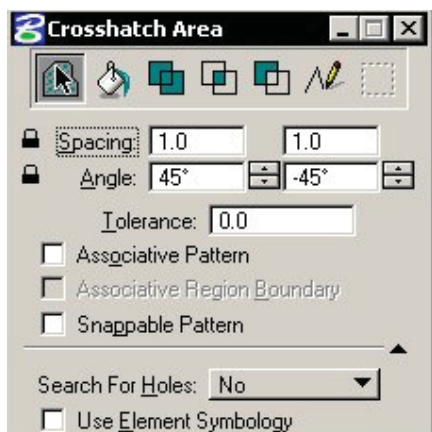 Crosshatch Area
Spacing: 1.0 1.0
Angle: 45° -45°
Tolerance: 0.0
Associative Pattern
Associative Region Boundary
Snappable Pattern
Search For Holes: No
Use Element Symbology